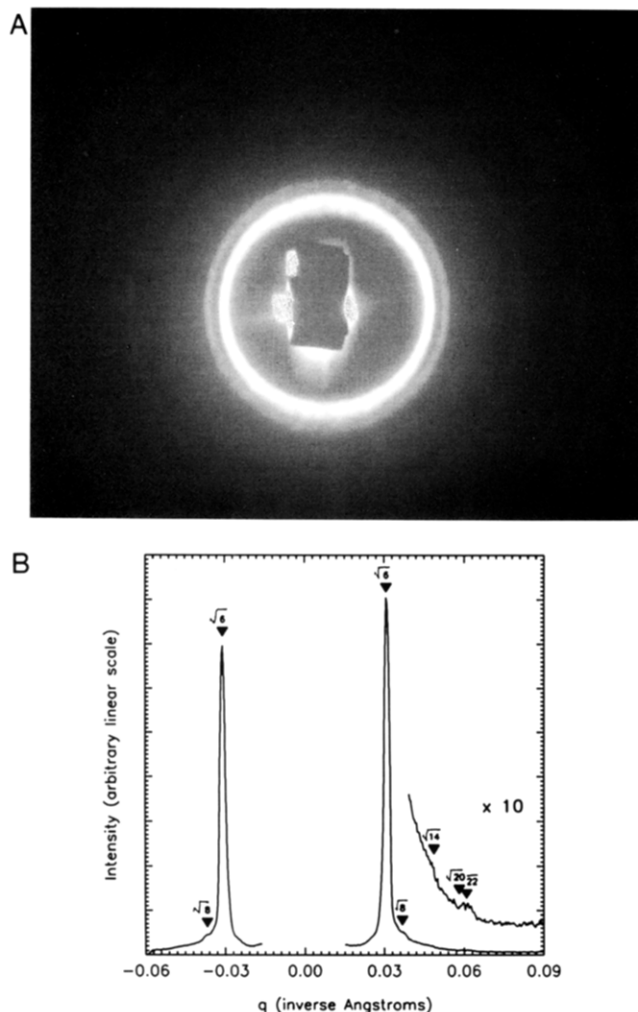 A
B
√6
√6
√8
√8
√14
√20
√22
x 10
Intensity (arbitrary linear scale)
-0.06 -0.03 0.00 0.03 0.06 0.09
q (inverse Angstroms)